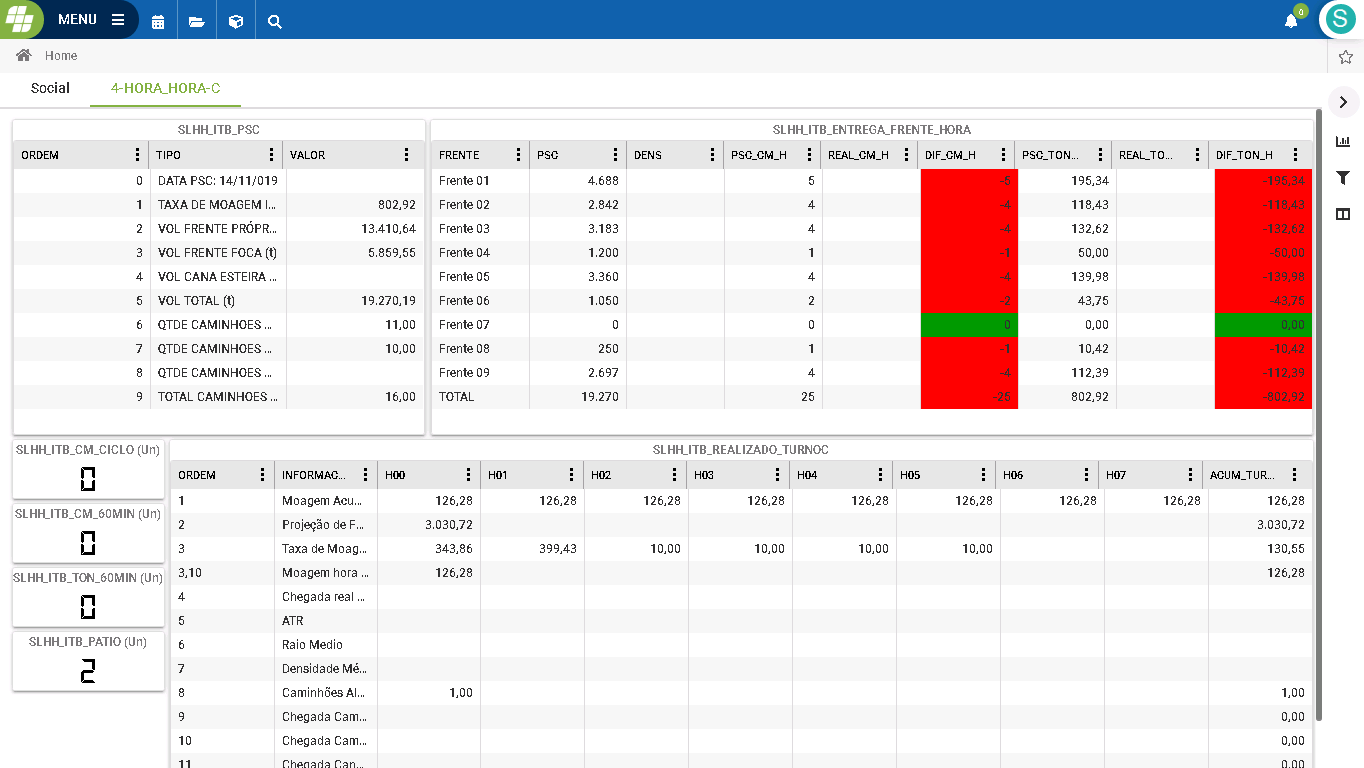 MENU
0
S
Home
Social
4-HORA_HORA-C
SLHH_ITB_PSC
ORDEM TIPO VALOR
0 DATA PSC: 14/11/019
1 TAXA DE MOAGEM I... 802,92
2 VOL FRENTE PRÓPR... 13.410,64
3 VOL FRENTE FOCA (t) 5.859,55
4 VOL CANA ESTEIRA ...
5 VOL TOTAL (t) 19.270,19
6 QTDE CAMINHOES ... 11,00
7 QTDE CAMINHOES ... 10,00
8 QTDE CAMINHOES ...
9 TOTAL CAMINHOES ... 16,00
SLHH_ITB_ENTREGA_FRENTE_HORA
FRENTE PSC DENS PSC_CM_H REAL_CM_H DIF_CM_H PSC_TON... REAL_TO... DIF_TON_H
Frente 01 4.688 5 -5 195,34 -195,34
Frente 02 2.842 4 -4 118,43 -118,43
Frente 03 3.183 4 -4 132,62 -132,62
Frente 04 1.200 1 -1 50,00 -50,00
Frente 05 3.360 4 -4 139,98 -139,98
Frente 06 1.050 2 -2 43,75 -43,75
Frente 07 0 0 0 0,00 0,00
Frente 08 250 1 -1 10,42 -10,42
Frente 09 2.697 4 -4 112,39 -112,39
TOTAL 19.270 25 -25 802,92 -802,92
SLHH_ITB_CM_CICLO (Un)
0
SLHH_ITB_CM_60MIN (Un)
0
SLHH_ITB_TON_60MIN (Un)
0
SLHH_ITB_PATIO (Un)
2
SLHH_ITB_REALIZADO_TURNOC
ORDEM INFORMAC... H00 H01 H02 H03 H04 H05 H06 H07 ACUM_TUR...
1 Moagem Acu... 126,28 126,28 126,28 126,28 126,28 126,28 126,28 126,28 126,28
2 Projeção de F... 3.030,72 3.030,72
3 Taxa de Moag... 343,86 399,43 10,00 10,00 10,00 10,00 130,55
3,10 Moagem hora ... 126,28 126,28
4 Chegada real ...
5 ATR
6 Raio Medio
7 Densidade Mé...
8 Caminhões Al... 1,00 1,00
9 Chegada Cam... 0,00
10 Chegada Cam... 0,00
11 Chegada Can... 0,00